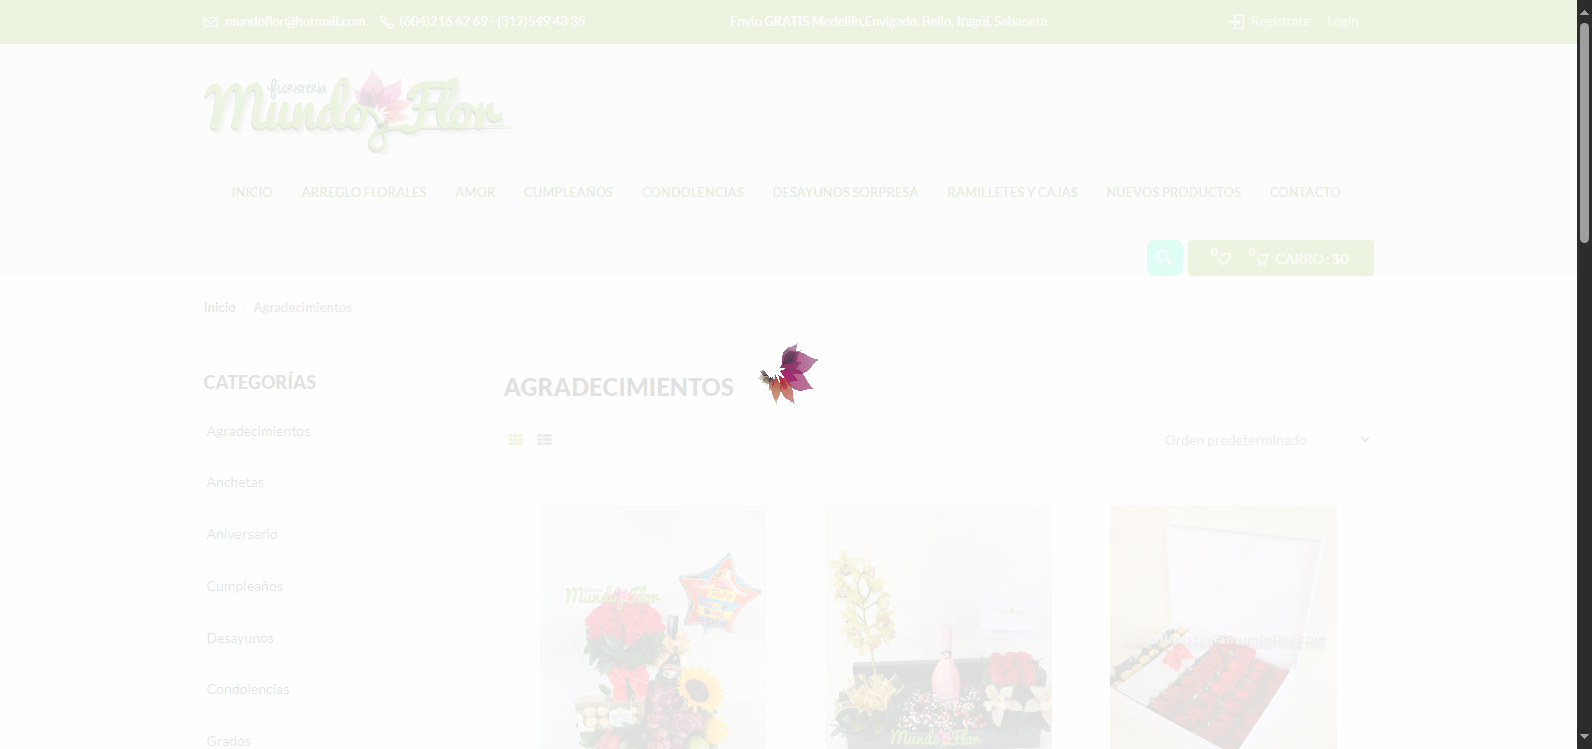 mundoflor@hotmail.com (604)216 62 69 - (312)549 43 35 Envio GRATIS Medellín,Envigado, Bello, Itagüí, Sabaneta Registrate Login
floristería
Mundo Flor
INICIO ARREGLO FLORALES AMOR CUMPLEAÑOS CONDOLENCIAS DESAYUNOS SORPRESA RAMILLETES Y CAJAS NUEVOS PRODUCTOS CONTACTO
0 0 CARRO : $0
Inicio / Agradecimientos
CATEGORÍAS
Agradecimientos
Anchetas
Aniversario
Cumpleaños
Desayunos
Condolencias
Grados
AGRADECIMIENTOS
Orden predeterminado
Mundo Flor
Mundo Flor